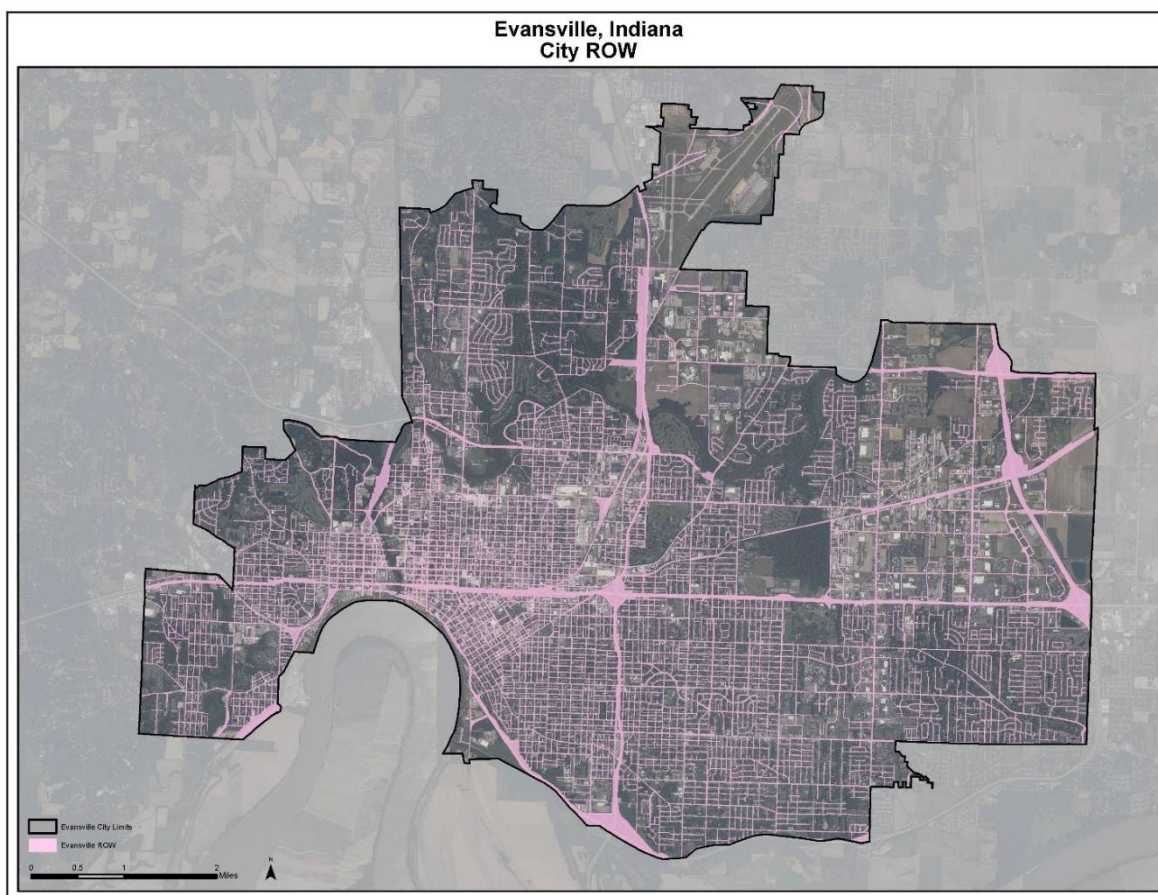 Evansville, Indiana
City ROW
Evansville City Limits
Evansville ROW
0 0.5 1 2
Miles
N